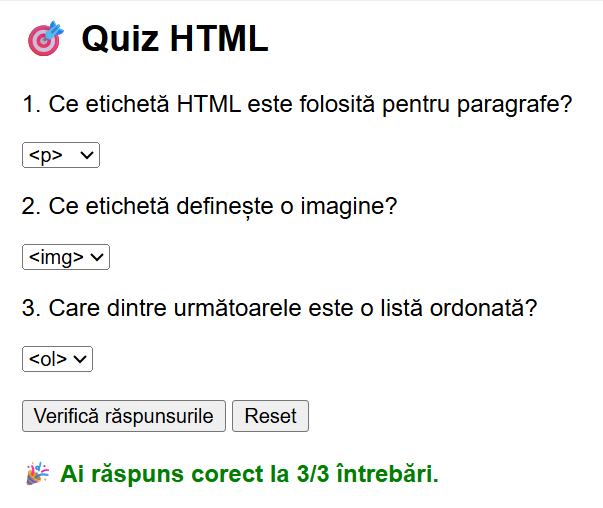 🎯 Quiz HTML
1. Ce etichetă HTML este folosită pentru paragrafe?
<p>
2. Ce etichetă definește o imagine?
<img>
3. Care dintre următoarele este o listă ordonată?
<ol>
Verifică răspunsurile Reset
🎉 Ai răspuns corect la 3/3 întrebări.